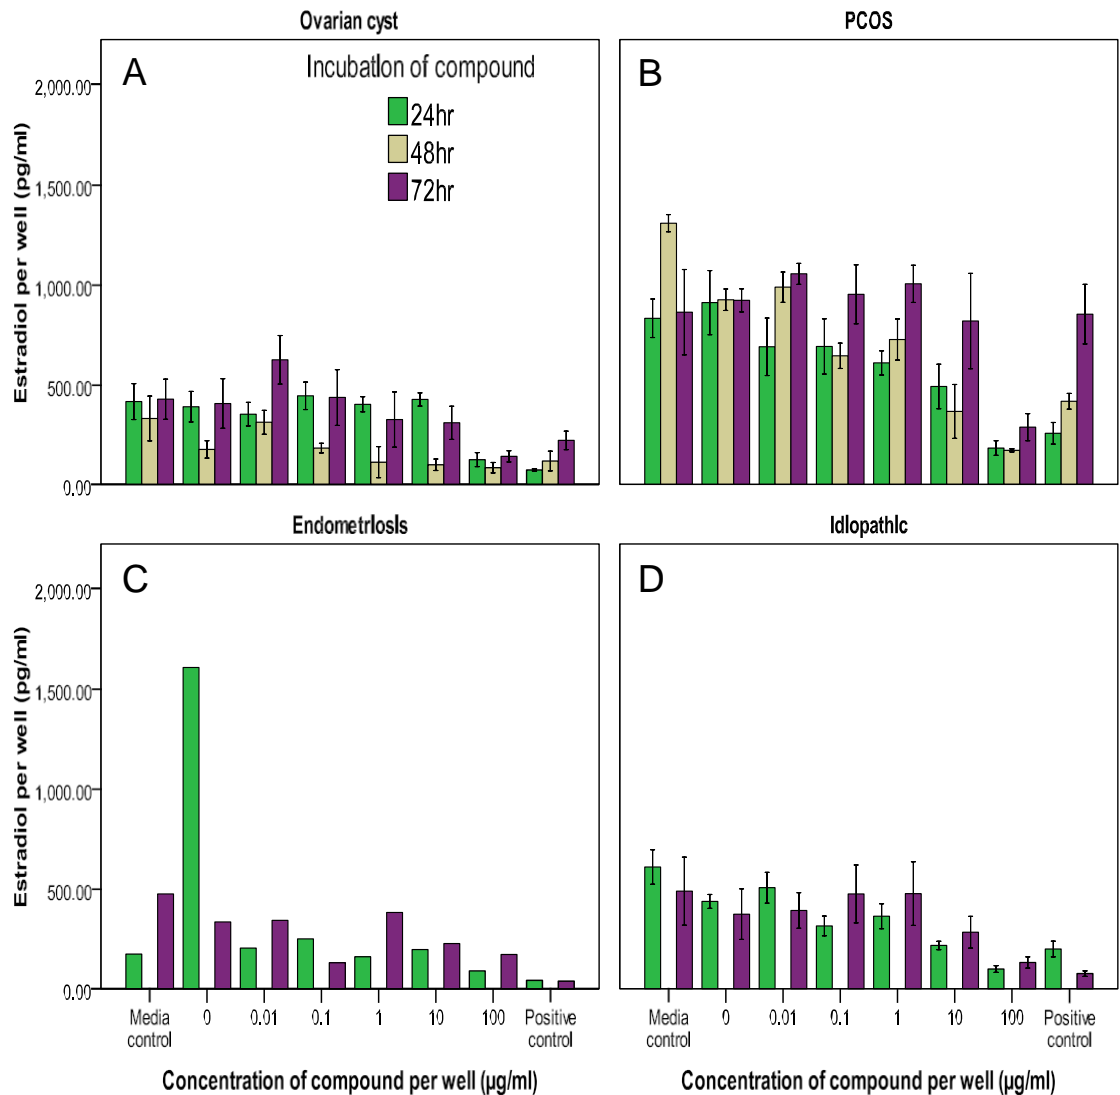 Ovarian cyst
PCOS
A
B
Incubation of compound
24hr
48hr
72hr
Estradiol per well (pg/ml)
2,000.00
1,500.00
1,000.00
500.00
0.00
Endometriosis
Idiopathic
C
D
Estradiol per well (pg/ml)
2,000.00
1,500.00
1,000.00
500.00
0.00
Media control 0 0.01 0.1 1 10 100 Positive control
Media control 0 0.01 0.1 1 10 100 Positive control
Concentration of compound per well (µg/ml)
Concentration of compound per well (µg/ml)